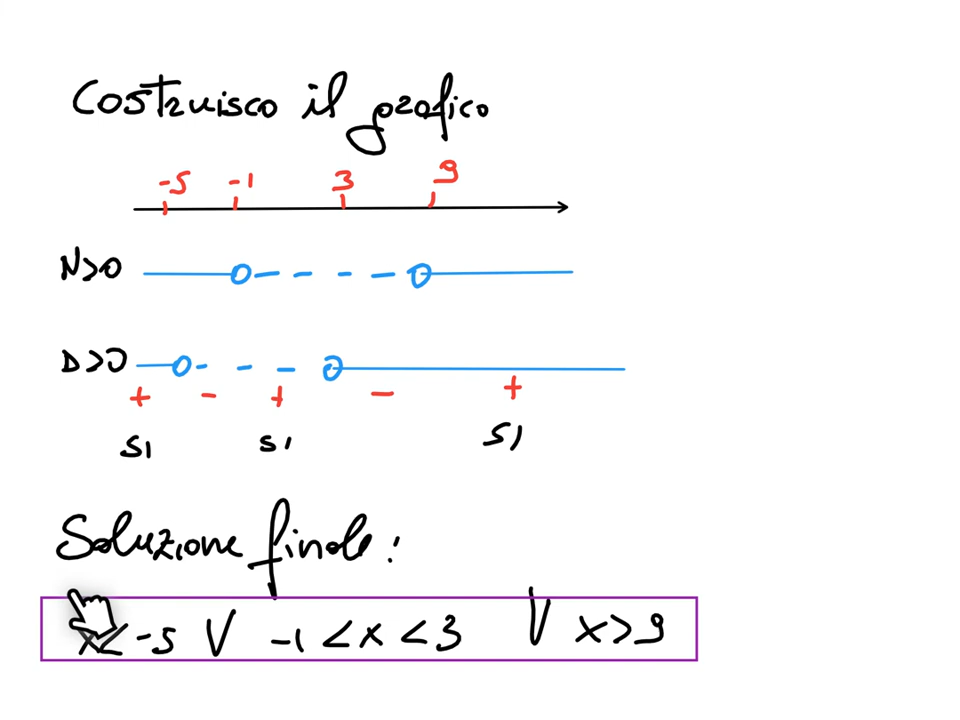 Costruisco il grafico
-5 -1 3 9
N>0
D>0
+ - + - +
SI SI SI
Soluzione finale:
x<-5 V -1<x<3 V x>9